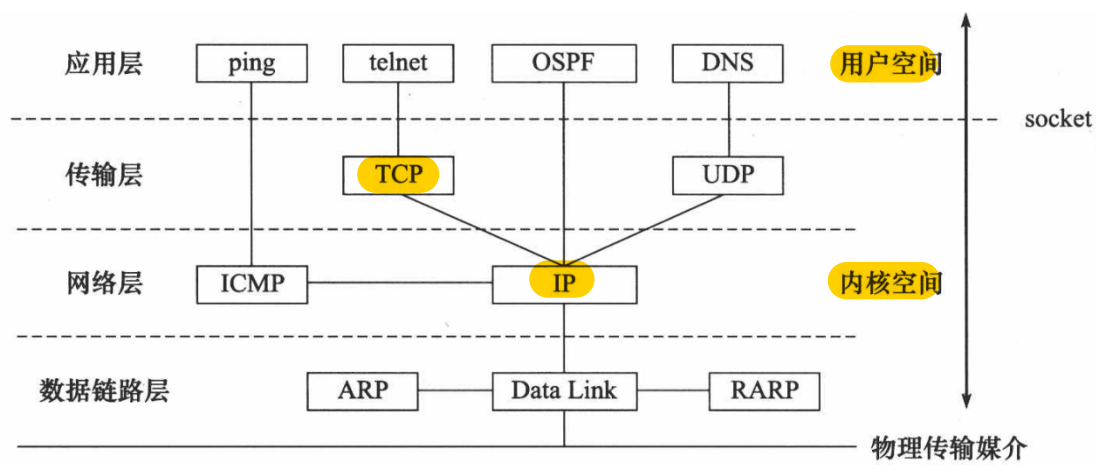 应用层 ping telnet OSPF DNS 用户空间
socket
传输层 TCP UDP
网络层 ICMP IP 内核空间
数据链路层 ARP Data Link RARP
物理传输媒介